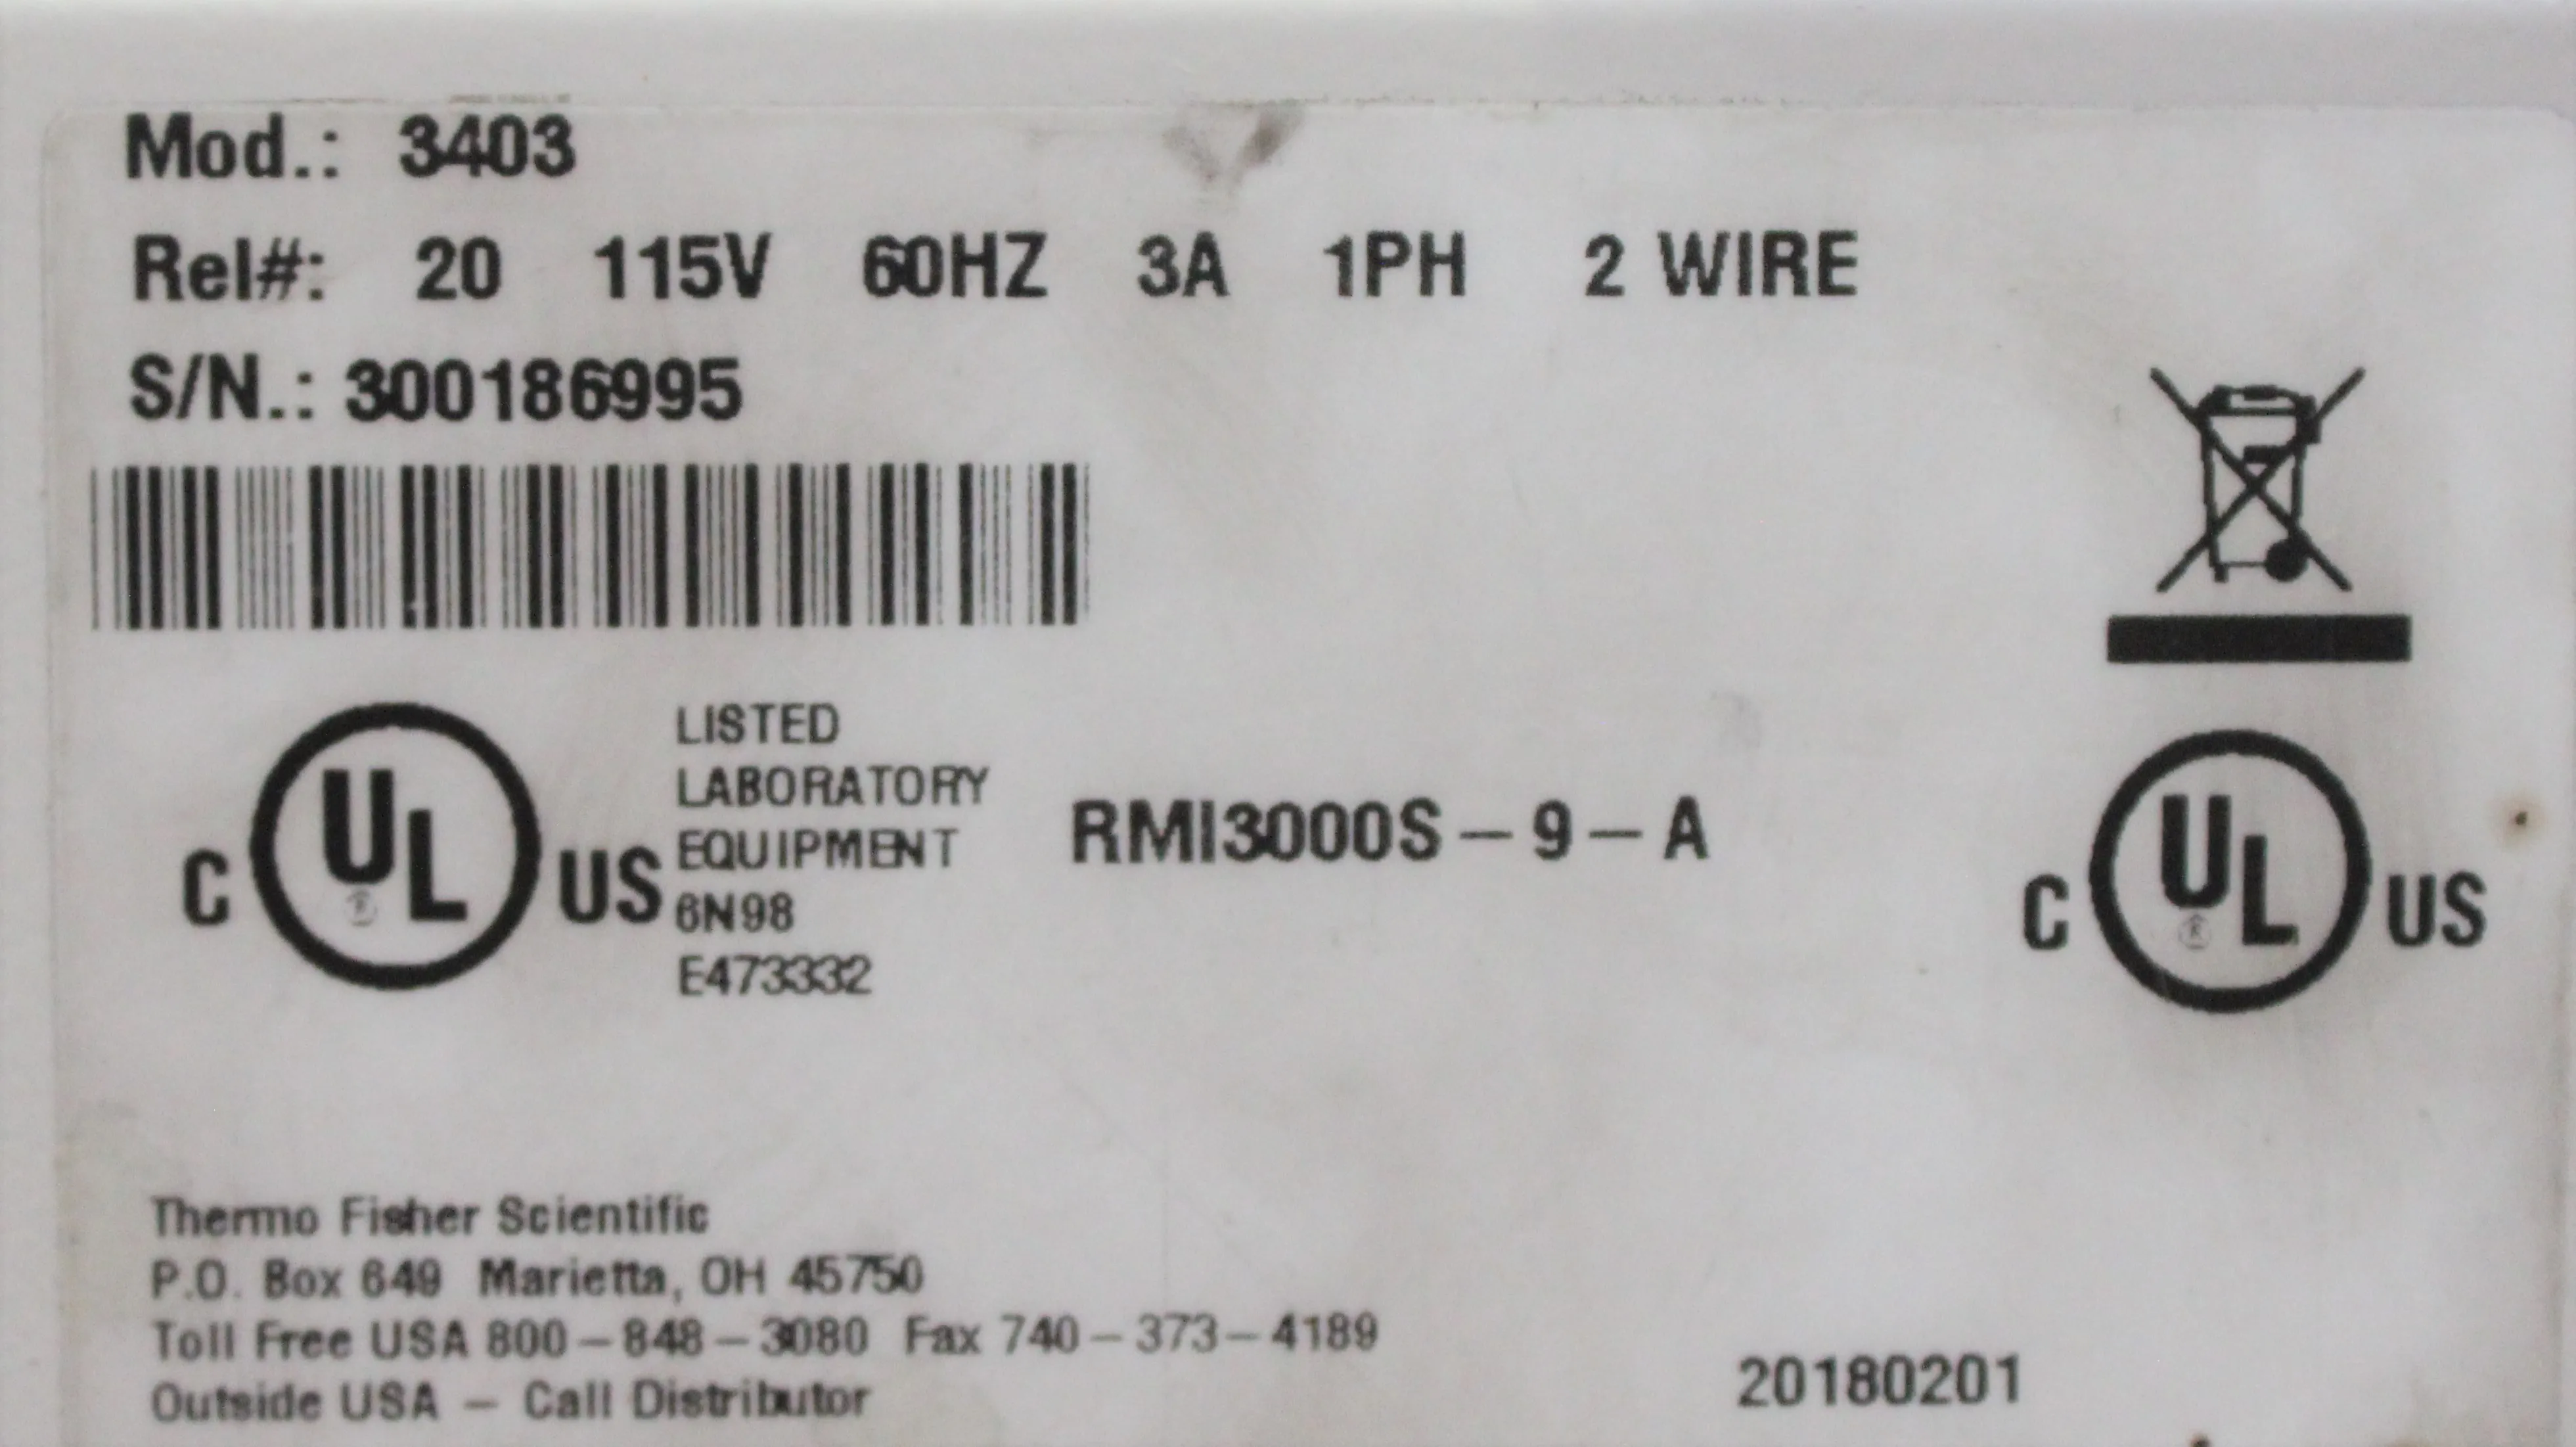 Mod.: 3403
Rel#: 20 115V 60HZ 3A 1PH 2 WIRE
S/N.: 300186995
C UL® US
LISTED
LABORATORY
EQUIPMENT
6N98
E473332
RMI3000S-9-A
C UL® US
Thermo Fisher Scientific
P.O. Box 649 Marietta, OH 45750
Toll Free USA 800-848-3080 Fax 740-373-4189
Outside USA - Call Distributor
20180201